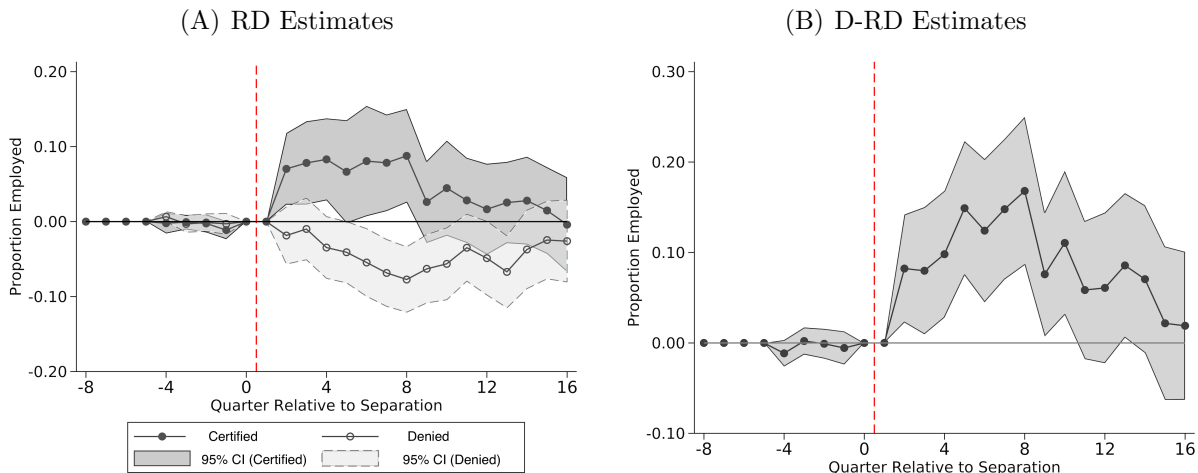 (A) RD Estimates
0.20
0.10
0.00
-0.10
-0.20
Proportion Employed
-8 -4 0 4 8 12 16
Quarter Relative to Separation
Certified Denied
95% CI (Certified) 95% CI (Denied)
(B) D-RD Estimates
0.30
0.20
0.10
0.00
-0.10
Proportion Employed
-8 -4 0 4 8 12 16
Quarter Relative to Separation